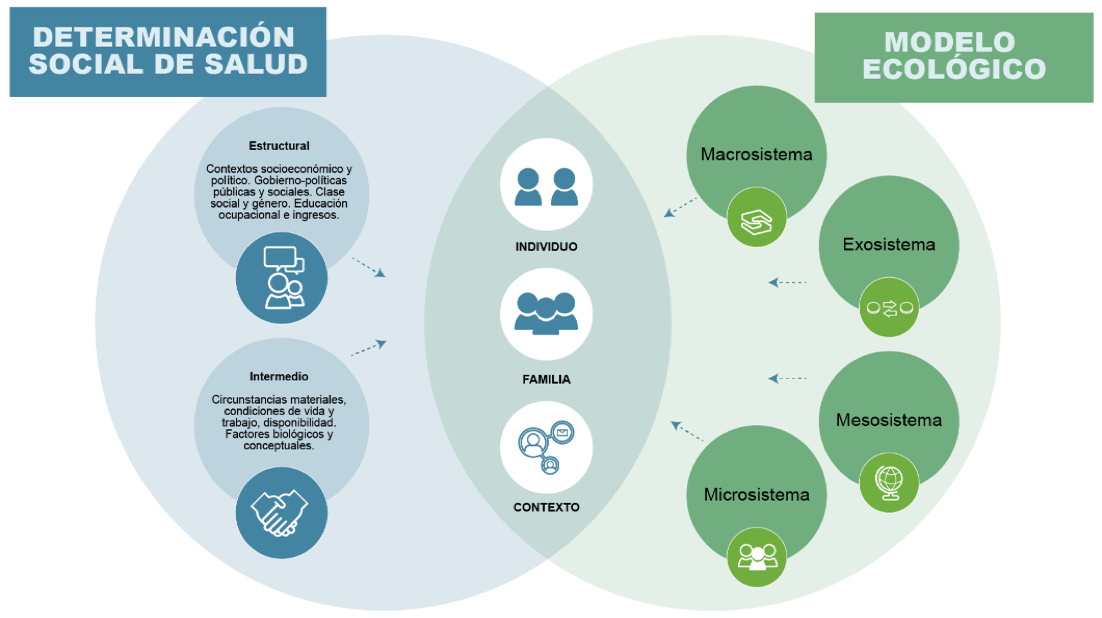 DETERMINACIÓN
SOCIAL DE SALUD
Estructural
Contextos socioeconómico y
político. Gobierno-políticas
públicas y sociales. Clase
social y género. Educación
ocupacional e ingresos.
Intermedio
Circunstancias materiales,
condiciones de vida y
trabajo, disponibilidad.
Factores biológicos y
conceptuales.
INDIVIDUO
FAMILIA
CONTEXTO
MODELO
ECOLÓGICO
Macrosistema
Exosistema
Mesosistema
Microsistema